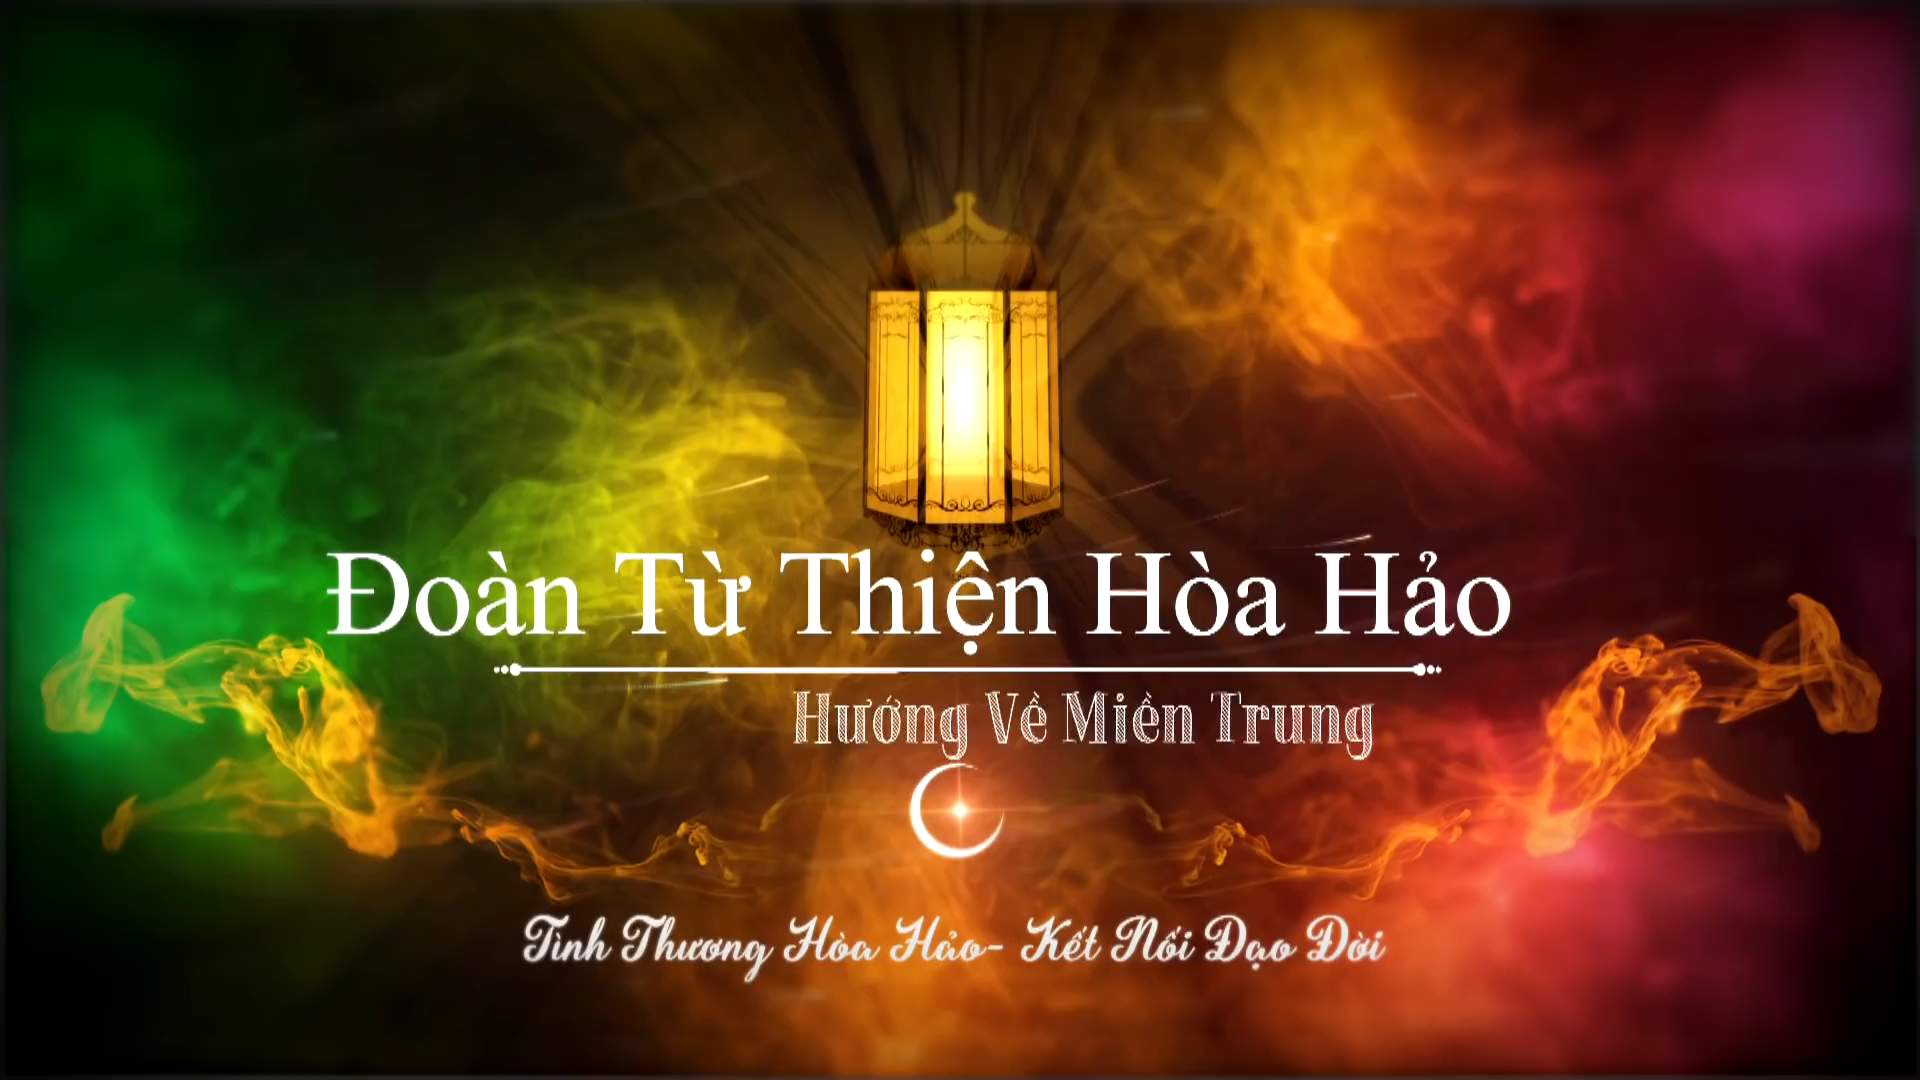 Đoàn Từ Thiện Hòa Hảo
Hướng Về Miền Trung
Tình Thương Hòa Hảo- Kết Nối Đạo Đời